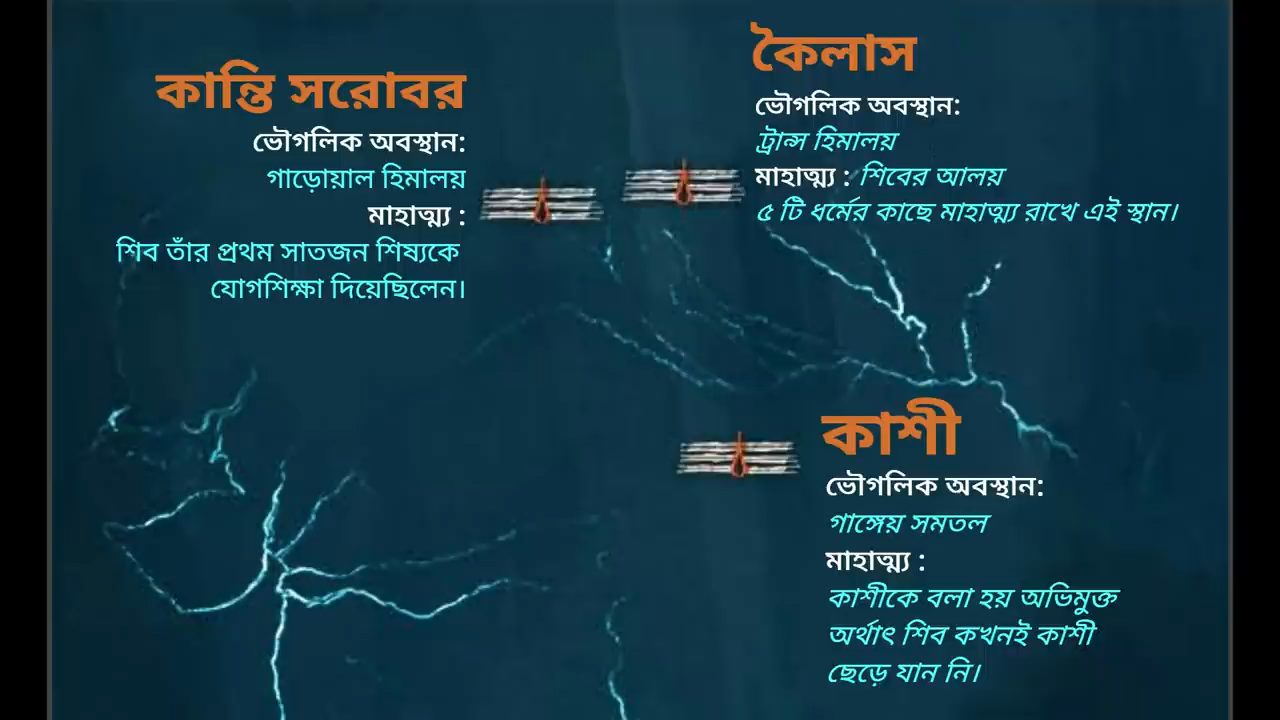 কান্তি সরোবর
ভৌগলিক অবস্থান:
গাড়োয়াল হিমালয়
মাহাত্ম্য :
শিব তাঁর প্রথম সাতজন শিষ্যকে
যোগশিক্ষা দিয়েছিলেন।
কৈলাস
ভৌগলিক অবস্থান:
ট্রান্স হিমালয়
মাহাত্ম্য : শিবের আলয়
৫ টি ধর্মের কাছে মাহাত্ম্য রাখে এই স্থান।
কাশী
ভৌগলিক অবস্থান:
গাঙ্গেয় সমতল
মাহাত্ম্য :
কাশীকে বলা হয় অভিমুক্ত
অর্থাৎ শিব কখনই কাশী
ছেড়ে যান নি।